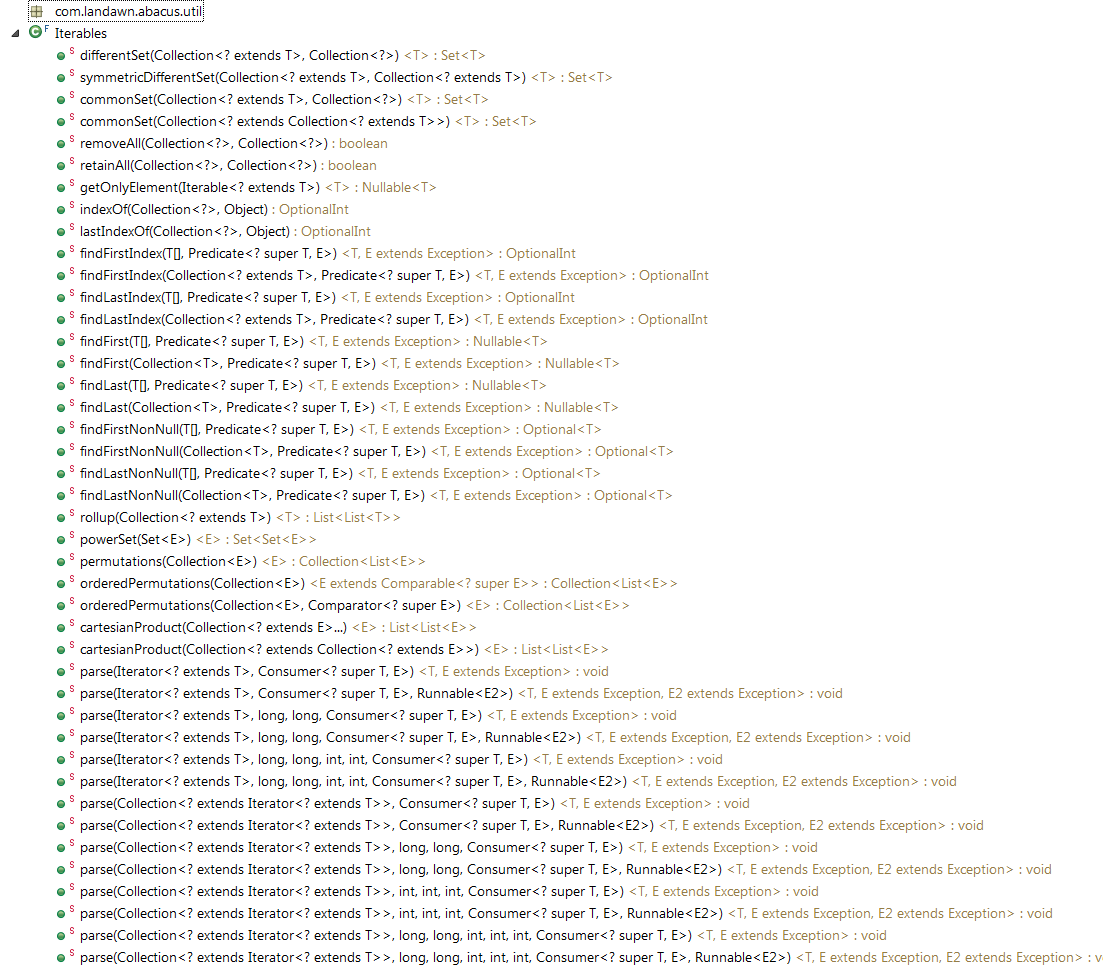 com.landawn.abacus.util
Iterables
differentSet(Collection<? extends T>, Collection<?>) <T> : Set<T>
symmetricDifferentSet(Collection<? extends T>, Collection<? extends T>) <T> : Set<T>
commonSet(Collection<? extends T>, Collection<?>) <T> : Set<T>
commonSet(Collection<? extends Collection<? extends T>>) <T> : Set<T>
removeAll(Collection<?>, Collection<?>) : boolean
retainAll(Collection<?>, Collection<?>) : boolean
getOnlyElement(Iterable<? extends T>) <T> : Nullable<T>
indexOf(Collection<?>, Object) : OptionalInt
lastIndexOf(Collection<?>, Object) : OptionalInt
findFirstIndex(T[], Predicate<? super T, E>) <T, E extends Exception> : OptionalInt
findFirstIndex(Collection<? extends T>, Predicate<? super T, E>) <T, E extends Exception> : OptionalInt
findLastIndex(T[], Predicate<? super T, E>) <T, E extends Exception> : OptionalInt
findLastIndex(Collection<? extends T>, Predicate<? super T, E>) <T, E extends Exception> : OptionalInt
findFirst(T[], Predicate<? super T, E>) <T, E extends Exception> : Nullable<T>
findFirst(Collection<T>, Predicate<? super T, E>) <T, E extends Exception> : Nullable<T>
findLast(T[], Predicate<? super T, E>) <T, E extends Exception> : Nullable<T>
findLast(Collection<T>, Predicate<? super T, E>) <T, E extends Exception> : Nullable<T>
findFirstNonNull(T[], Predicate<? super T, E>) <T, E extends Exception> : Optional<T>
findFirstNonNull(Collection<T>, Predicate<? super T, E>) <T, E extends Exception> : Optional<T>
findLastNonNull(T[], Predicate<? super T, E>) <T, E extends Exception> : Optional<T>
findLastNonNull(Collection<T>, Predicate<? super T, E>) <T, E extends Exception> : Optional<T>
rollup(Collection<? extends T>) <T> : List<List<T>>
powerSet(Set<E>) <E> : Set<Set<E>>
permutations(Collection<E>) <E> : Collection<List<E>>
orderedPermutations(Collection<E>) <E extends Comparable<? super E>> : Collection<List<E>>
orderedPermutations(Collection<E>, Comparator<? super E>) <E> : Collection<List<E>>
cartesianProduct(Collection<? extends E>...) <E> : List<List<E>>
cartesianProduct(Collection<? extends Collection<? extends E>>) <E> : List<List<E>>
parse(Iterator<? extends T>, Consumer<? super T, E>) <T, E extends Exception> : void
parse(Iterator<? extends T>, Consumer<? super T, E>, Runnable<E2>) <T, E extends Exception, E2 extends Exception> : void
parse(Iterator<? extends T>, long, long, Consumer<? super T, E>) <T, E extends Exception> : void
parse(Iterator<? extends T>, long, long, Consumer<? super T, E>, Runnable<E2>) <T, E extends Exception, E2 extends Exception> : void
parse(Iterator<? extends T>, long, long, int, int, Consumer<? super T, E>) <T, E extends Exception> : void
parse(Iterator<? extends T>, long, long, int, int, Consumer<? super T, E>, Runnable<E2>) <T, E extends Exception, E2 extends Exception> : void
parse(Collection<? extends Iterator<? extends T>>, Consumer<? super T, E>) <T, E extends Exception> : void
parse(Collection<? extends Iterator<? extends T>>, Consumer<? super T, E>, Runnable<E2>) <T, E extends Exception, E2 extends Exception> : void
parse(Collection<? extends Iterator<? extends T>>, long, long, Consumer<? super T, E>) <T, E extends Exception> : void
parse(Collection<? extends Iterator<? extends T>>, long, long, Consumer<? super T, E>, Runnable<E2>) <T, E extends Exception, E2 extends Exception> : void
parse(Collection<? extends Iterator<? extends T>>, int, int, int, Consumer<? super T, E>) <T, E extends Exception> : void
parse(Collection<? extends Iterator<? extends T>>, int, int, int, Consumer<? super T, E>, Runnable<E2>) <T, E extends Exception, E2 extends Exception> : void
parse(Collection<? extends Iterator<? extends T>>, long, long, int, int, int, Consumer<? super T, E>) <T, E extends Exception> : void
parse(Collection<? extends Iterator<? extends T>>, long, long, int, int, int, Consumer<? super T, E>, Runnable<E2>) <T, E extends Exception, E2 extends Exception> : v